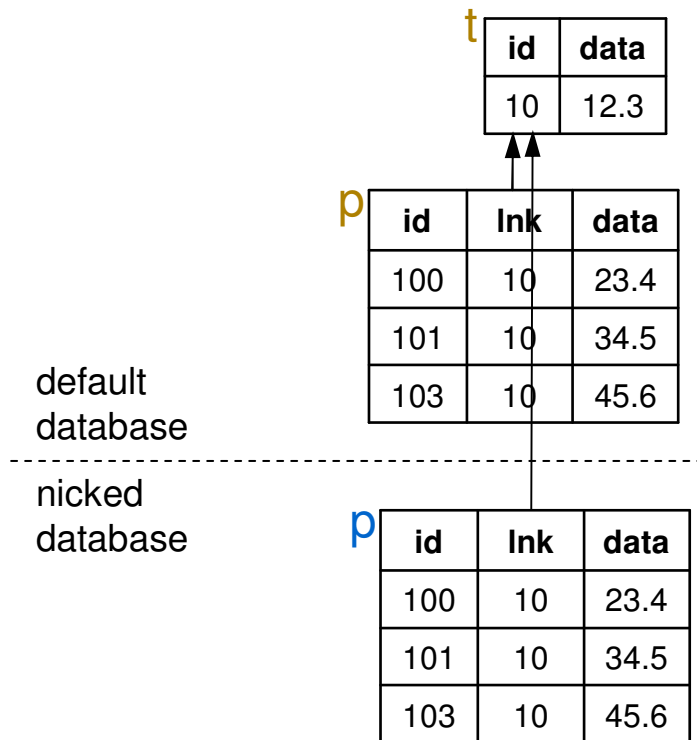 t
id data
10 12.3
p
id lnk data
100 10 23.4
101 10 34.5
103 10 45.6
default
database
nicked
database
p
id lnk data
100 10 23.4
101 10 34.5
103 10 45.6